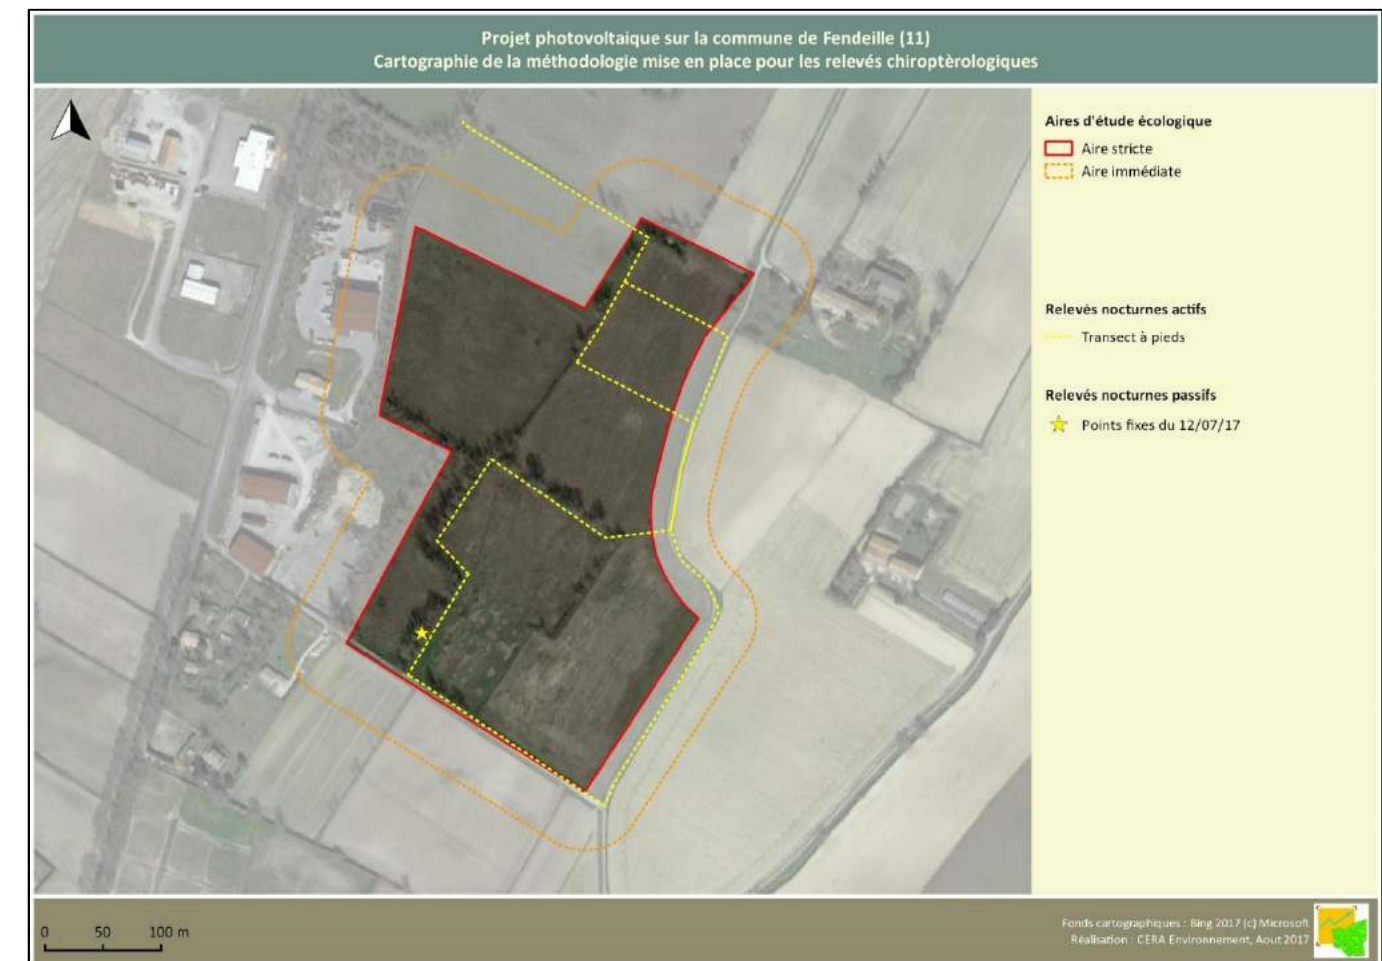 Projet photovoltaique sur la commune de Fendeille (11)
Cartographie de la méthodologie mise en place pour les relevés chiroptèrologiques
Aires d'étude écologique
Aire stricte
Aire immédiate
Relevés nocturnes actifs
Transect à pieds
Relevés nocturnes passifs
Points fixes du 12/07/17
0 50 100 m
Fonds cartographiques : Bing 2017 (c) Microsoft
Réalisation : CERA Environnement, Aout 2017